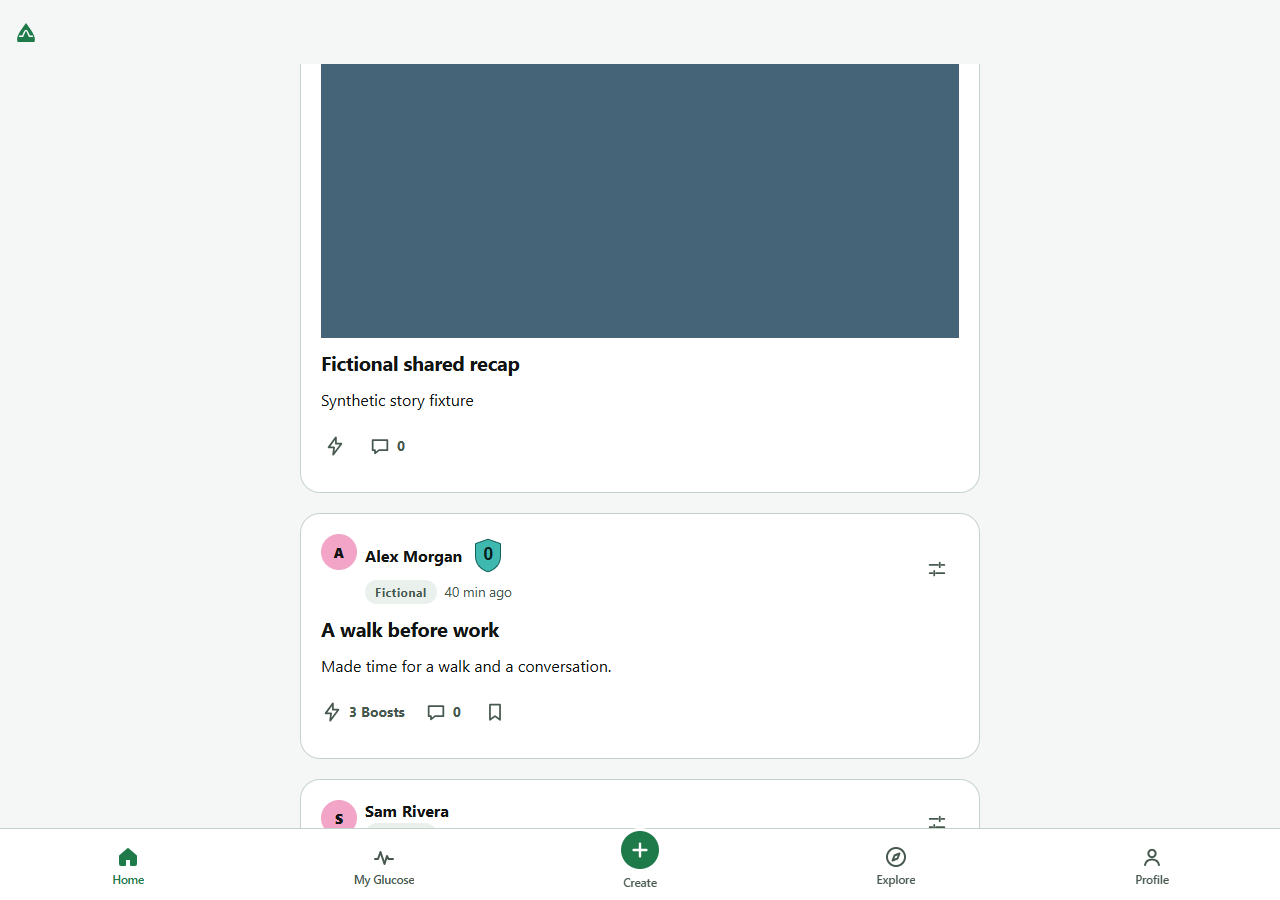 Fictional shared recap
Synthetic story fixture
0
A
Alex Morgan
0
Fictional
40 min ago
A walk before work
Made time for a walk and a conversation.
3 Boosts
0
S
Sam Rivera
Home
My Glucose
Create
Explore
Profile